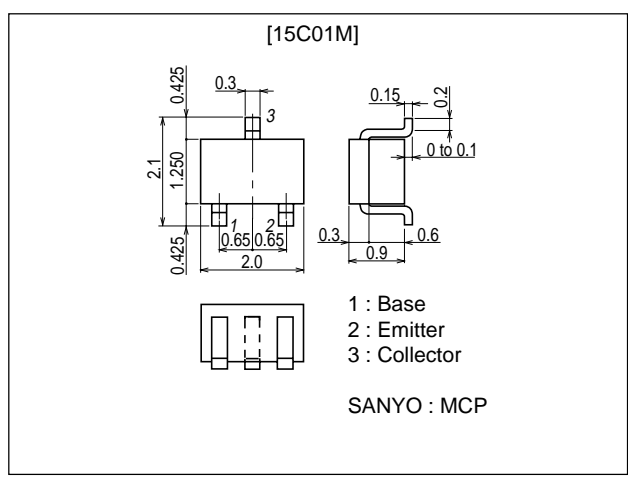 [15C01M]
0.425
0.3
3
0.15
0.2
2.1
1.250
0 to 0.1
1
2
0.65 0.65
0.3
0.6
0.425
2.0
0.9
1 : Base
2 : Emitter
3 : Collector
SANYO : MCP